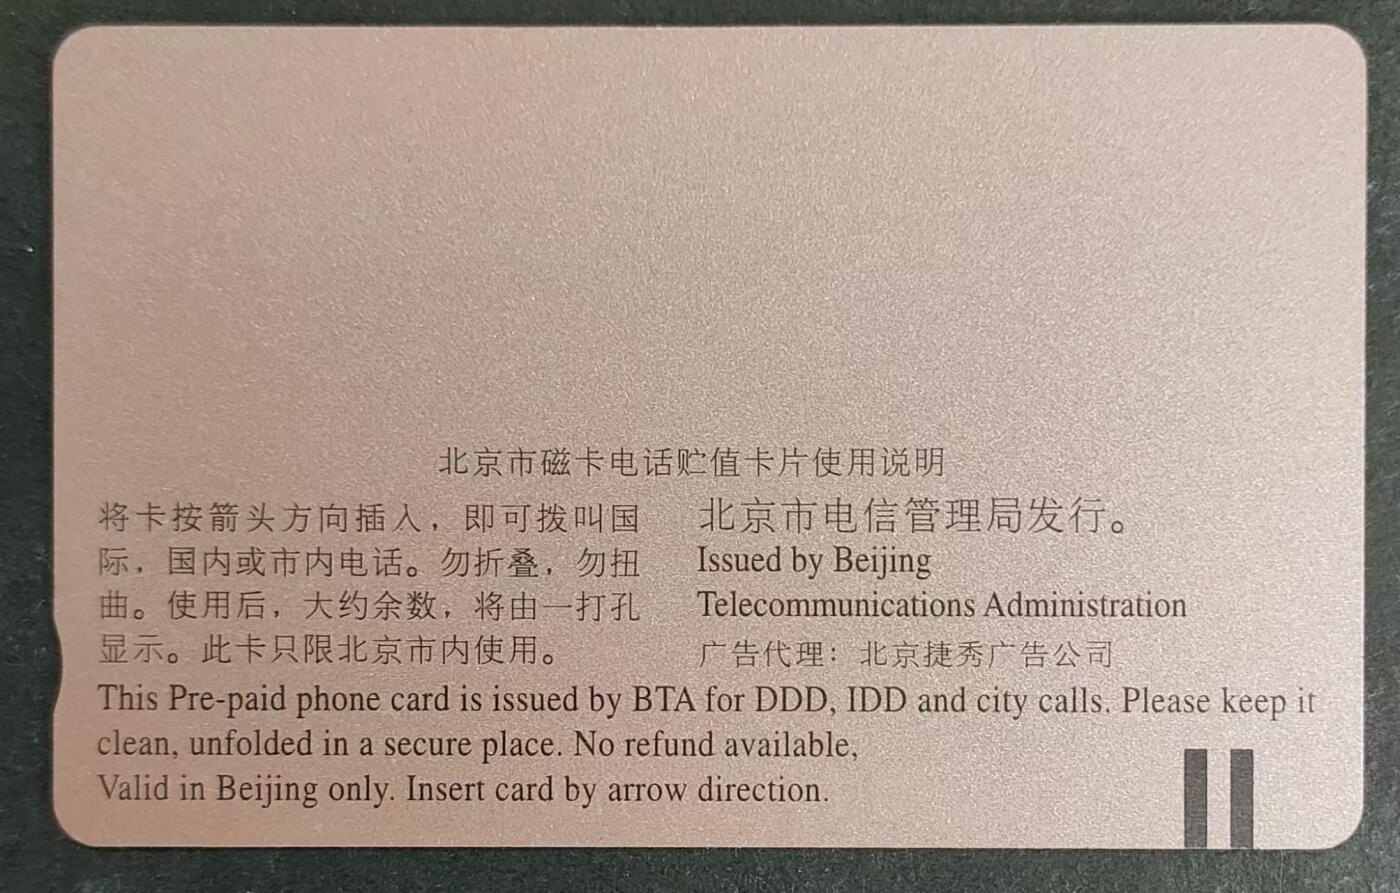 北京市磁卡电话贮值卡片使用说明
将卡按箭头方向插入，即可拨叫国
际，国内或市内电话。勿折叠，勿扭
曲。使用后，大约余数，将由一打孔
显示。此卡只限北京市内使用。
北京市电信管理局发行。
Issued by Beijing
Telecommunications Administration
广告代理：北京捷秀广告公司
This Pre-paid phone card is issued by BTA for DDD, IDD and city calls. Please keep it
clean, unfolded in a secure place. No refund available,
Valid in Beijing only. Insert card by arrow direction.